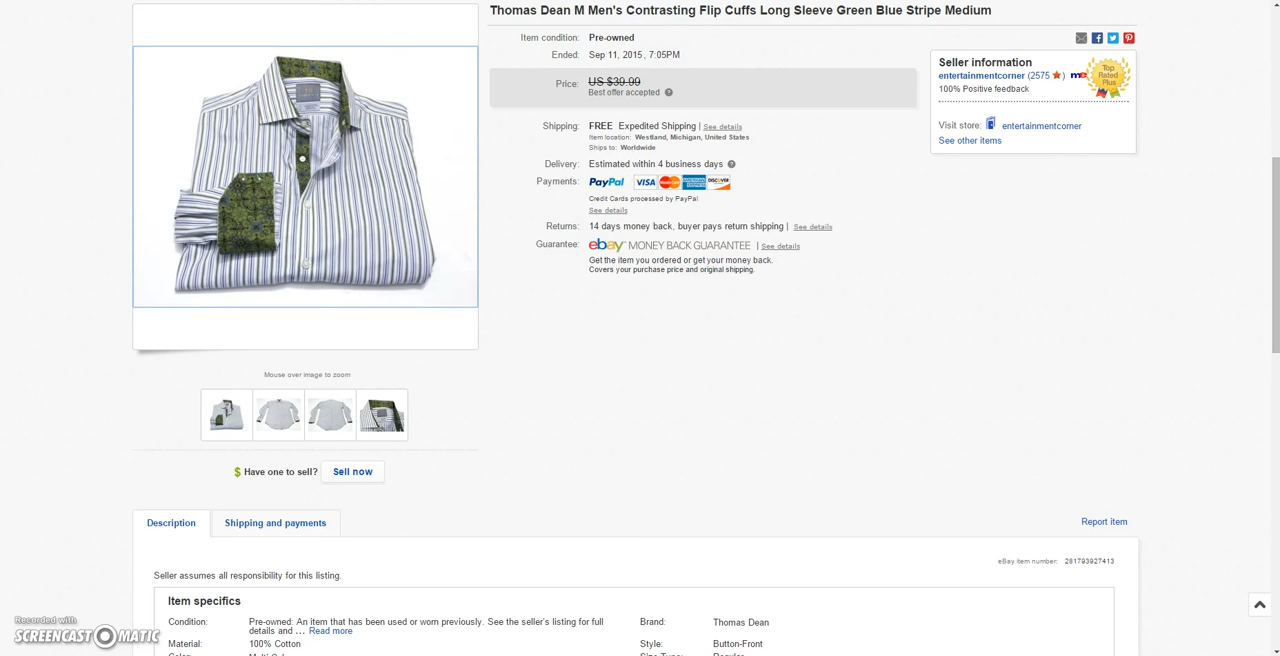 Thomas Dean M Men's Contrasting Flip Cuffs Long Sleeve Green Blue Stripe Medium
Item condition: Pre-owned
Ended: Sep 11, 2015 , 7:05PM
Price: US $39.99
Best offer accepted ?
Shipping: FREE Expedited Shipping | See details
Item location: Westland, Michigan, United States
Ships to: Worldwide
Delivery: Estimated within 4 business days ?
Payments: PayPal VISA MasterCard AMERICAN EXPRESS DISCOVER
Credit Cards processed by PayPal
See details
Returns: 14 days money back, buyer pays return shipping | See details
Guarantee: ebay MONEY BACK GUARANTEE | See details
Get the item you ordered or get your money back.
Covers your purchase price and original shipping.
Seller information
entertainmentcorner (2575 ) me
100% Positive feedback
Top Rated Plus
Visit store: entertainmentcorner
See other items
Mouse over image to zoom
$ Have one to sell? Sell now
Description
Shipping and payments
Report item
eBay item number: 281793927413
Seller assumes all responsibility for this listing.
Item specifics
Condition: Pre-owned: An item that has been used or worn previously. See the seller's listing for full
details and ... Read more
Brand: Thomas Dean
Material: 100% Cotton
Style: Button-Front
Recorded with
SCREENCAST-O-MATIC